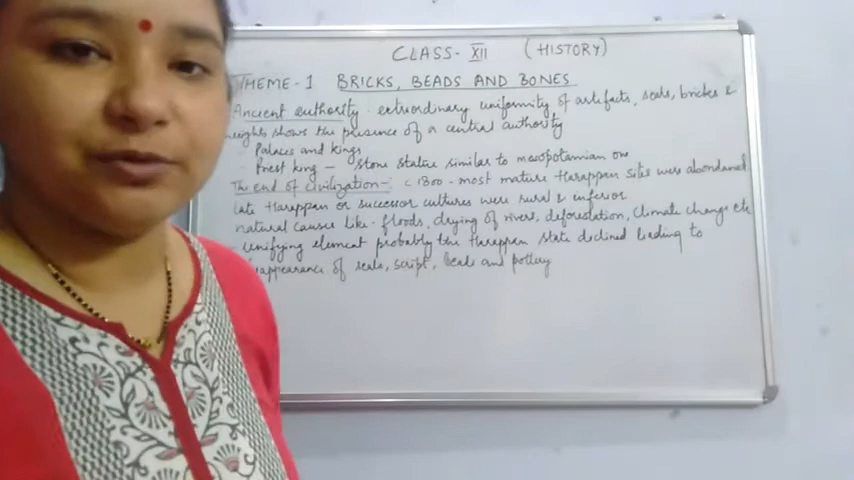 CLASS- XII (HISTORY)
THEME-1 BRICKS, BEADS AND BONES
Ancient authority. extraordinary uniformity of artifacts, seals, bricks &
weights shows the presence of a central authority
Palaces and kings
Priest king - stone statue similar to mesopotamian one
The end of civilization-: c 1800 - most mature Harappan sites were abandoned
late Harappan or successor cultures were rural & inferior
natural causes like - floods, drying of rivers, deforestation, climate change etc
- unifying element probably the Harappan state declined leading to
appearance of seals, script, beads and pottery